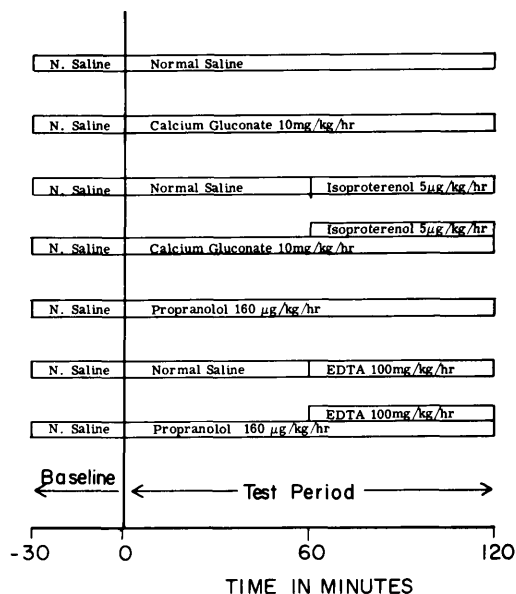 N. Saline Normal Saline
N. Saline Calcium Gluconate 10mg/kg/hr
N. Saline Normal Saline Isoproterenol 5μg/kg/hr
Isoproterenol 5μg/kg/hr
N. Saline Calcium Gluconate 10mg/kg/hr
N. Saline Propranolol 160 μg/kg/hr
N. Saline Normal Saline EDTA 100mg/kg/hr
EDTA 100mg/kg/hr
N. Saline Propranolol 160 μg/kg/hr
Baseline Test Period
-30 0 60 120
TIME IN MINUTES